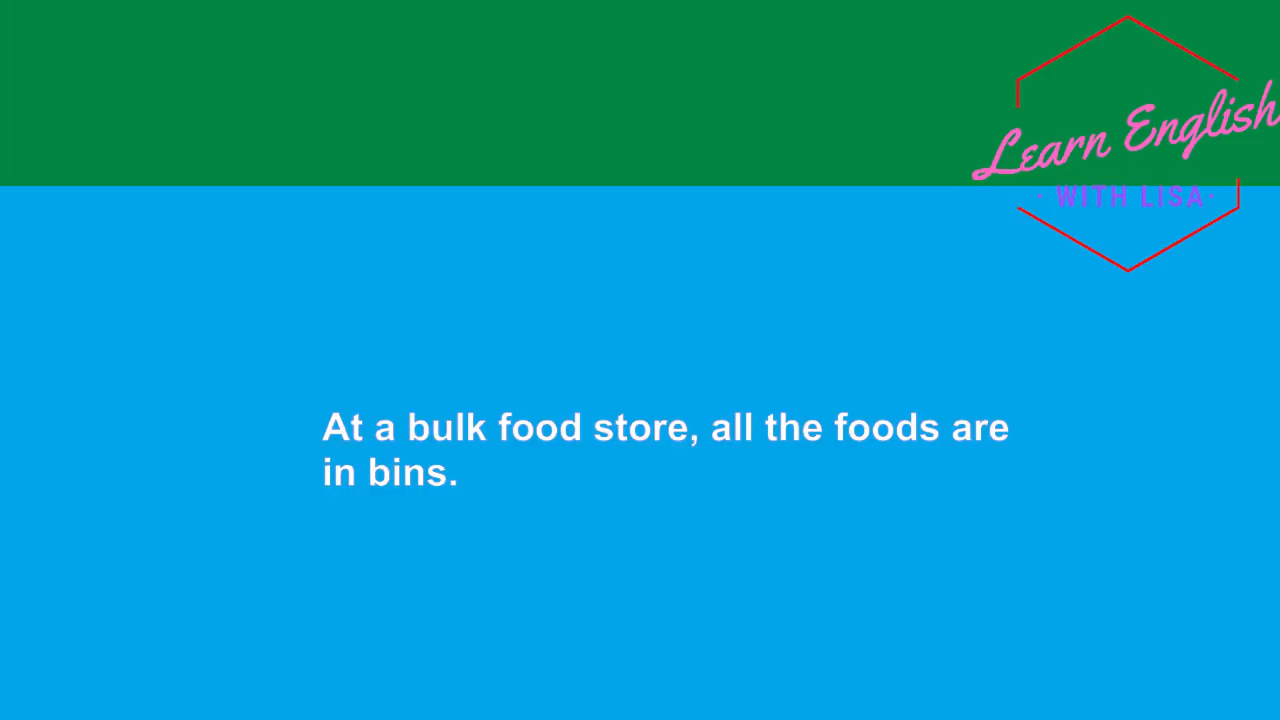 Learn English
· WITH LISA ·
At a bulk food store, all the foods are
in bins.